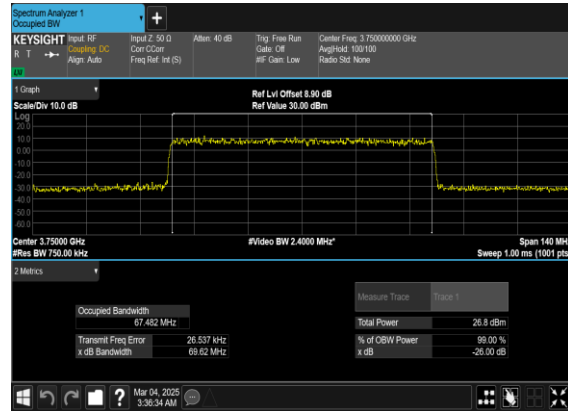 Spectrum Analyzer 1
Occupied BW
+
KEYSIGHT Input: RF Input Z: 50 Ω Atten: 40 dB Trig: Free Run Center Freq: 3.750000000 GHz
R T Coupling: DC Corr CCorr Gate: Off Avg|Hold: 100/100
Align: Auto Freq Ref: Int (S) #IF Gain: Low Radio Std: None
LW
1 Graph Ref Lvl Offset 8.90 dB
Scale/Div 10.0 dB Ref Value 30.00 dBm
Log
20.0
10.0
0.00
-10.0
-20.0
-30.0
-40.0
-50.0
-60.0
Center 3.75000 GHz #Video BW 2.4000 MHz* Span 140 MH
#Res BW 750.00 kHz Sweep 1.00 ms (1001 pts
2 Metrics
Measure Trace Trace 1
Occupied Bandwidth
67.482 MHz Total Power 26.8 dBm
Transmit Freq Error 26.537 kHz % of OBW Power 99.00 %
x dB Bandwidth 69.62 MHz x dB -26.00 dB
? Mar 04, 2025
3:36:34 AM